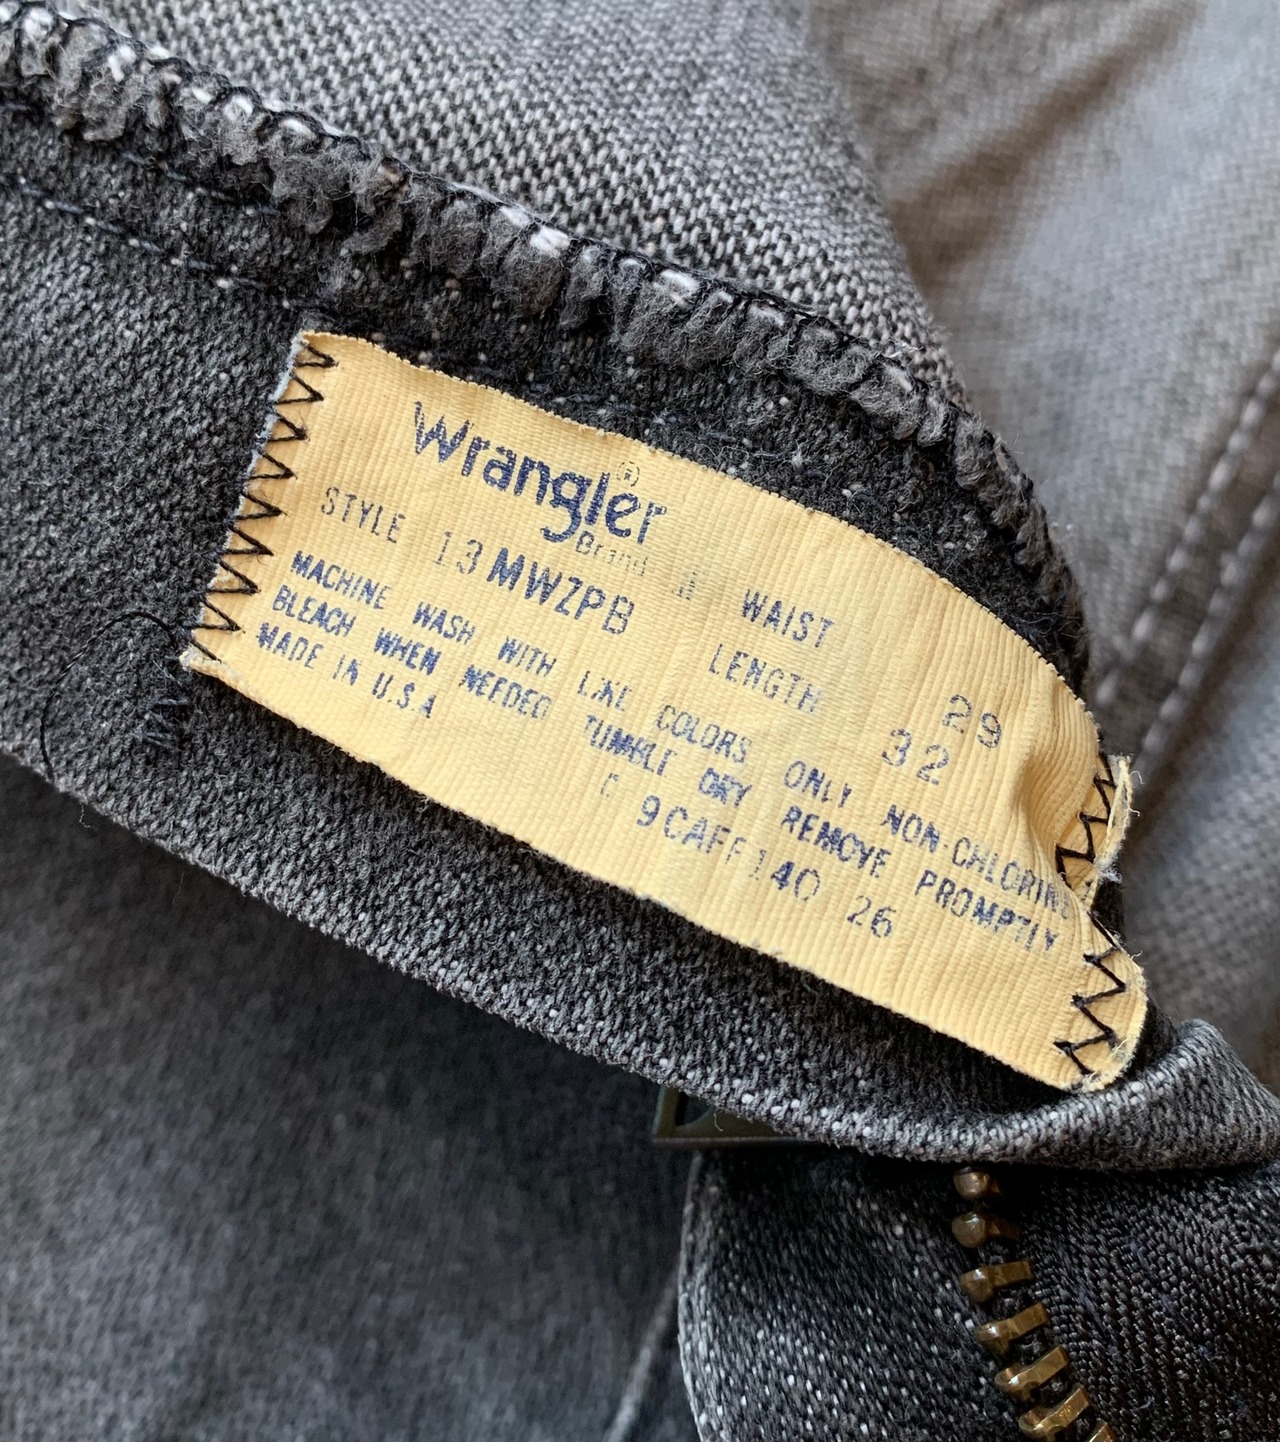 Wrangler®
Brand
STYLE 13MWZPB WAIST 29
LENGTH 32
MACHINE WASH WITH LIKE COLORS ONLY NON-CHLORINE
BLEACH WHEN NEEDED TUMBLE DRY REMOVE PROMPTLY
MADE IN U.S.A
9CAFF140 26